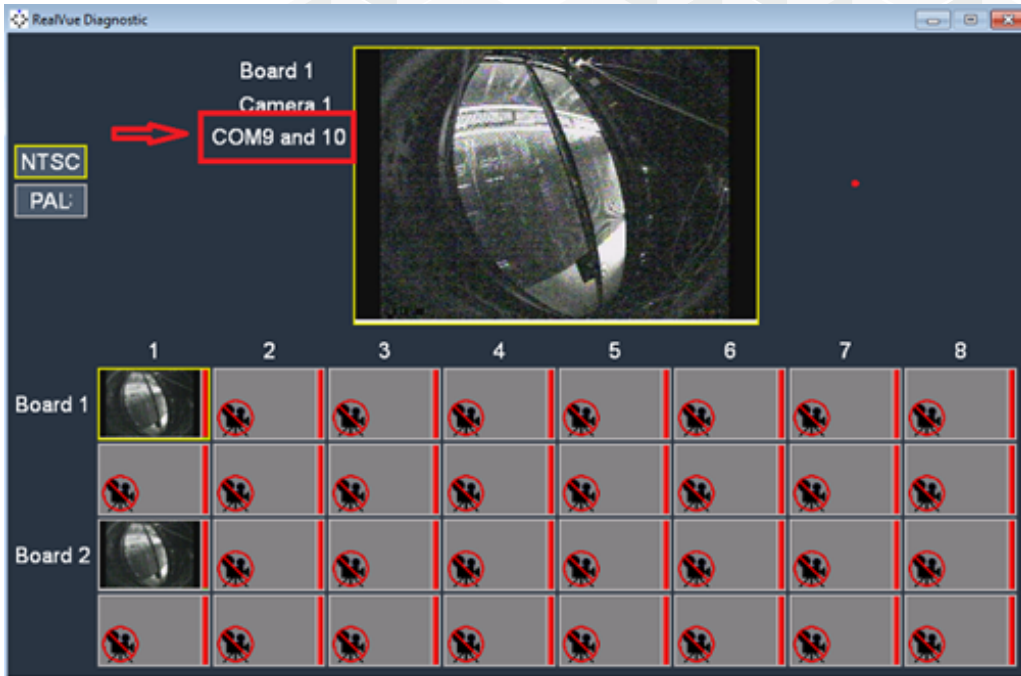 RealVue Diagnostic
Board 1
Camera 1
COM9 and 10
NTSC
PAL
1 2 3 4 5 6 7 8
Board 1
Board 2